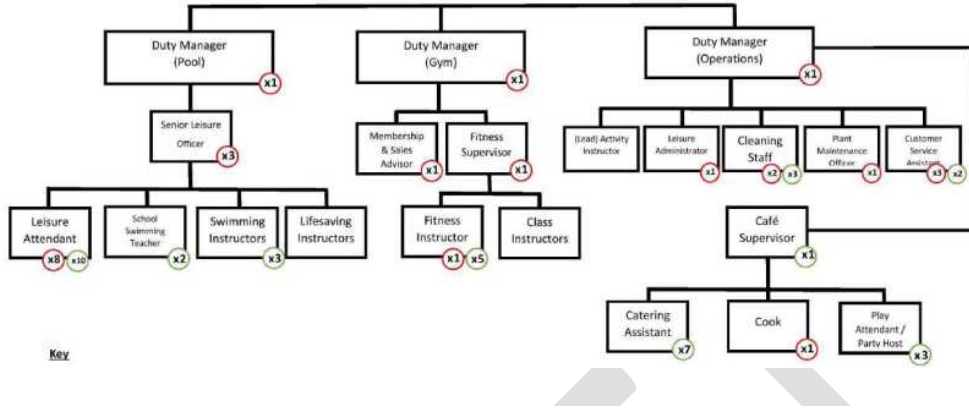 Duty Manager
(Pool)
x1
Duty Manager
(Gym)
x1
Duty Manager
(Operations)
x1
Senior Leisure
Officer
x3
Membership
& Sales
Advisor
x1
Fitness
Supervisor
x1
(Lead) Activity
Instructor
Leisure
Administrator
x1
Cleaning
Staff
x2 x3
Plant
Maintenance
Officer
x1
Customer
Service
Assistant
x3 x2
Leisure
Attendant
x8 x10
School
Swimming
Teacher
x2
Swimming
Instructors
x3
Lifesaving
Instructors
Fitness
Instructor
x1 x5
Class
Instructors
Café
Supervisor
x1
Catering
Assistant
x7
Cook
x1
Play
Attendant /
Party Host
x3
Key